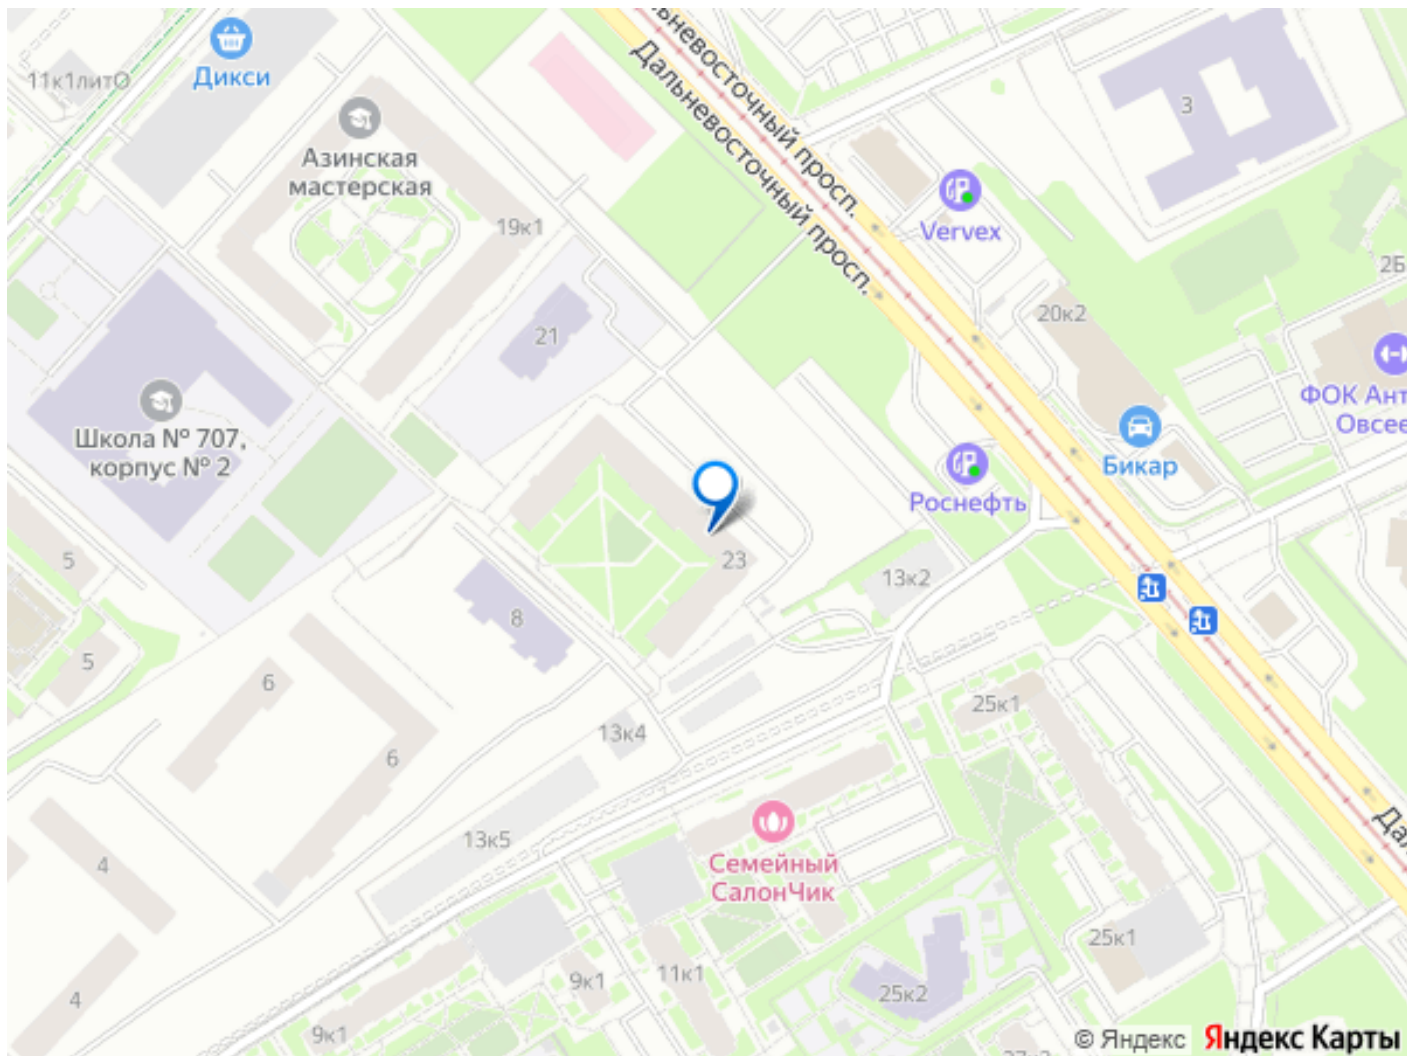 Дикси
11к1литО
Азинская
мастерская
19к1
Дальневосточный просп.
Дальневосточный просп.
3
Vervex
2Б
20к2
21
ФОК Ант
Овсее
Школа № 707,
корпус № 2
Бикар
Роснефть
5
23
13к2
8
5
6
25к1
13к4
6
13к5
4
Семейный
СалонЧик
Да
25к1
4
9к1
11к1
25к2
9к1
© Яндекс Яндекс Карты